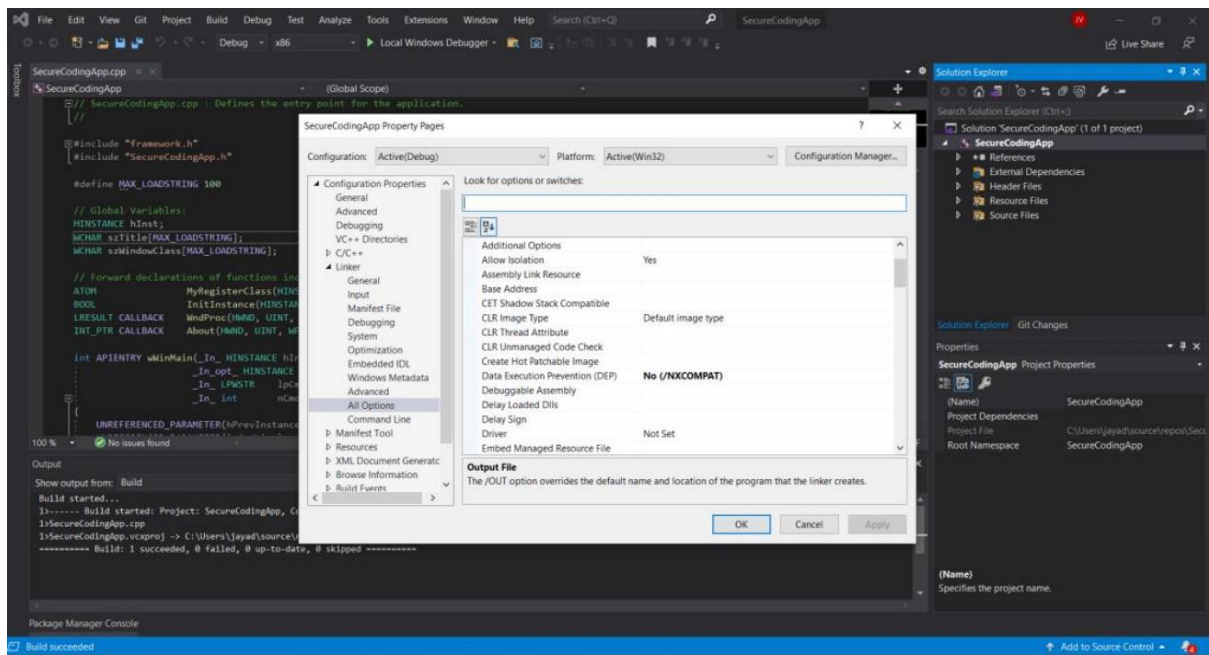 File Edit View Git Project Build Debug Test Analyze Tools Extensions Window Help Search (Ctrl+Q) SecureCodingApp JV
Debug x86 Local Windows Debugger Live Share
Toolbox
SecureCodingApp.cpp
SecureCodingApp (Global Scope)
// SecureCodingApp.cpp : Defines the entry point for the application.
//
#include "framework.h"
#include "SecureCodingApp.h"
#define MAX_LOADSTRING 100
// Global Variables:
HINSTANCE hInst;
WCHAR szTitle[MAX_LOADSTRING];
WCHAR szWindowClass[MAX_LOADSTRING];
// Forward declarations of functions inc
ATOM MyRegisterClass(HINS
BOOL InitInstance(HINSTAN
LRESULT CALLBACK WndProc(HWND, UINT,
INT_PTR CALLBACK About(HWND, UINT, WP
int APIENTRY wWinMain(_In_ HINSTANCE hIn
_In_opt_ HINSTANCE
_In_ LPWSTR lpCm
_In_ int nCmd
{
UNREFERENCED_PARAMETER(hPrevInstance
100 % No issues found
SecureCodingApp Property Pages ? ×
Configuration: Active(Debug) Platform: Active(Win32) Configuration Manager...
Configuration Properties
General
Advanced
Debugging
VC++ Directories
C/C++
Linker
General
Input
Manifest File
Debugging
System
Optimization
Embedded IDL
Windows Metadata
Advanced
All Options
Command Line
Manifest Tool
Resources
XML Document Generatc
Browse Information
Build Events
Look for options or switches:
Additional Options
Allow Isolation Yes
Assembly Link Resource
Base Address
CET Shadow Stack Compatible
CLR Image Type Default image type
CLR Thread Attribute
CLR Unmanaged Code Check
Create Hot Patchable Image
Data Execution Prevention (DEP) No (/NXCOMPAT)
Debuggable Assembly
Delay Loaded Dlls
Delay Sign
Driver Not Set
Embed Managed Resource File
Output File
The /OUT option overrides the default name and location of the program that the linker creates.
OK Cancel Apply
Output
Show output from: Build
Build started...
1>------ Build started: Project: SecureCodingApp, Co
1>SecureCodingApp.cpp
1>SecureCodingApp.vcxproj -> C:\Users\jayad\source\
========== Build: 1 succeeded, 0 failed, 0 up-to-date, 0 skipped ==========
Package Manager Console
Solution Explorer
Search Solution Explorer (Ctrl+;)
Solution 'SecureCodingApp' (1 of 1 project)
SecureCodingApp
References
External Dependencies
Header Files
Resource Files
Source Files
Solution Explorer Git Changes
Properties
SecureCodingApp Project Properties
(Name) SecureCodingApp
Project Dependencies
Project File C:\Users\jayad\source\repos\Secu
Root Namespace SecureCodingApp
(Name)
Specifies the project name.
Build succeeded Add to Source Control